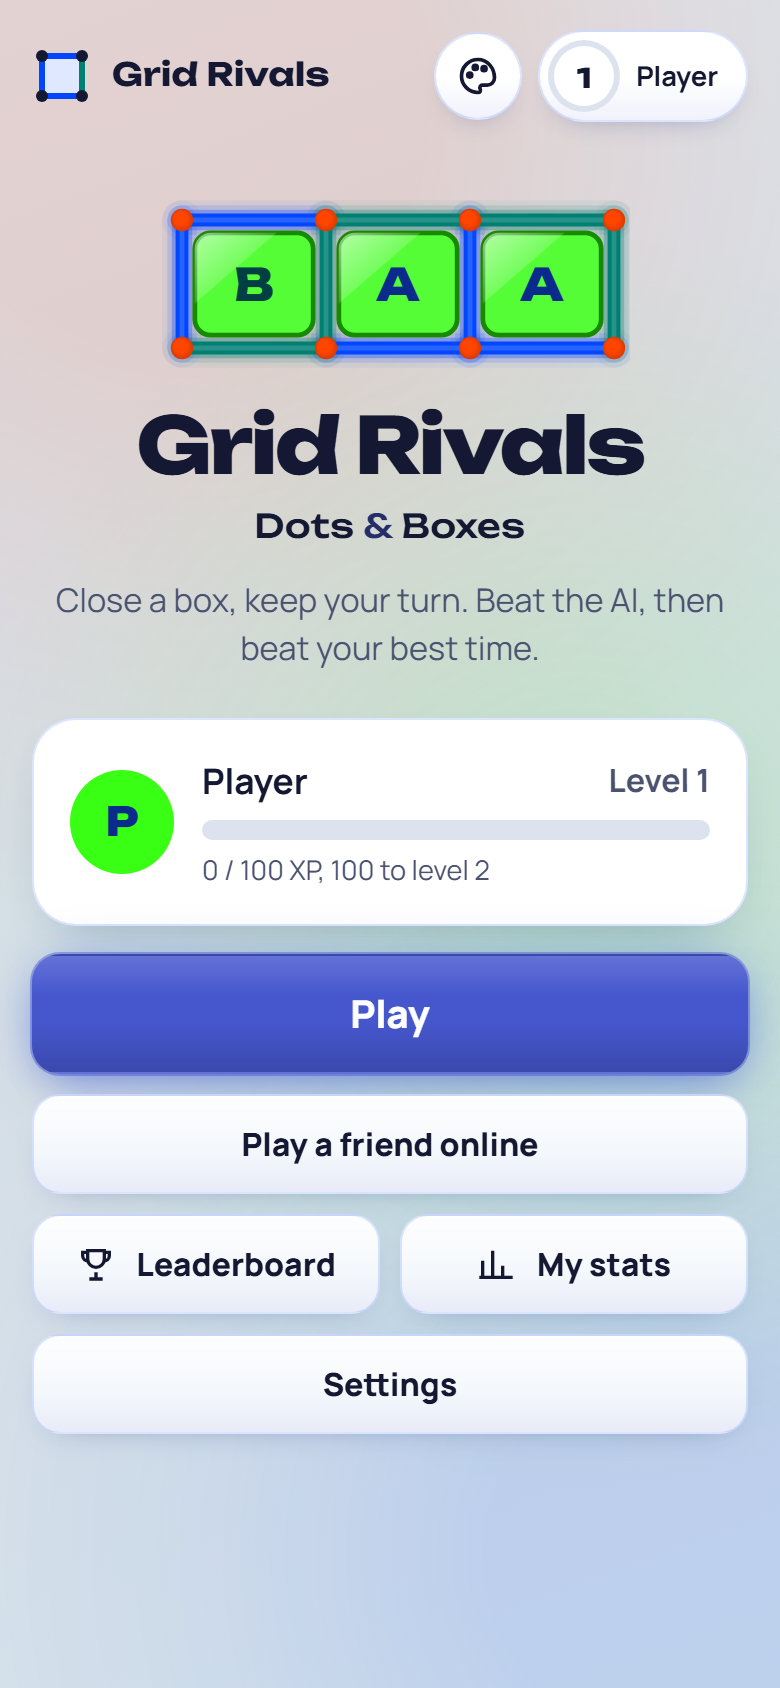 Grid Rivals
1 Player
B A A
Grid Rivals
Dots & Boxes
Close a box, keep your turn. Beat the AI, then
beat your best time.
P
Player
Level 1
0 / 100 XP, 100 to level 2
Play
Play a friend online
Leaderboard
My stats
Settings